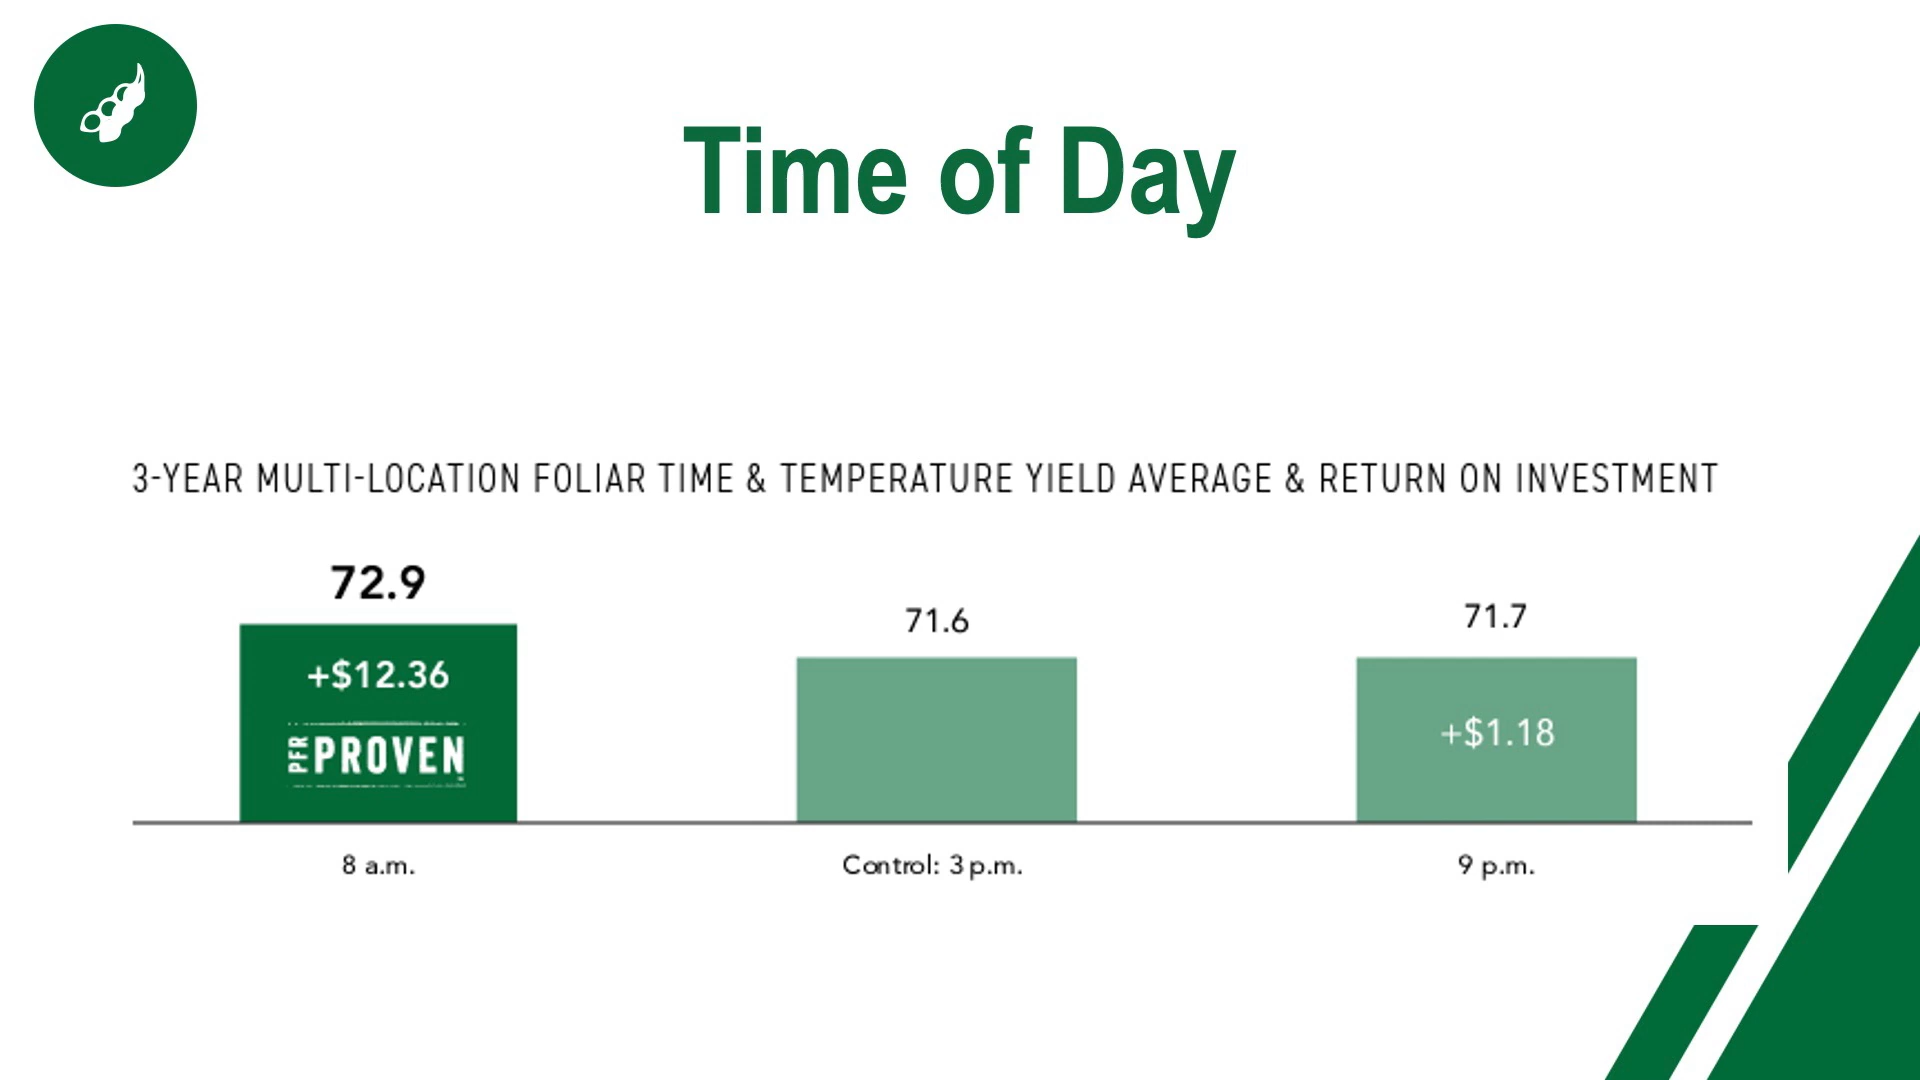 Time of Day
3-YEAR MULTI-LOCATION FOLIAR TIME & TEMPERATURE YIELD AVERAGE & RETURN ON INVESTMENT
72.9
71.6
71.7
+$12.36
+$1.18
PFR PROVEN
8 a.m.
Control: 3 p.m.
9 p.m.